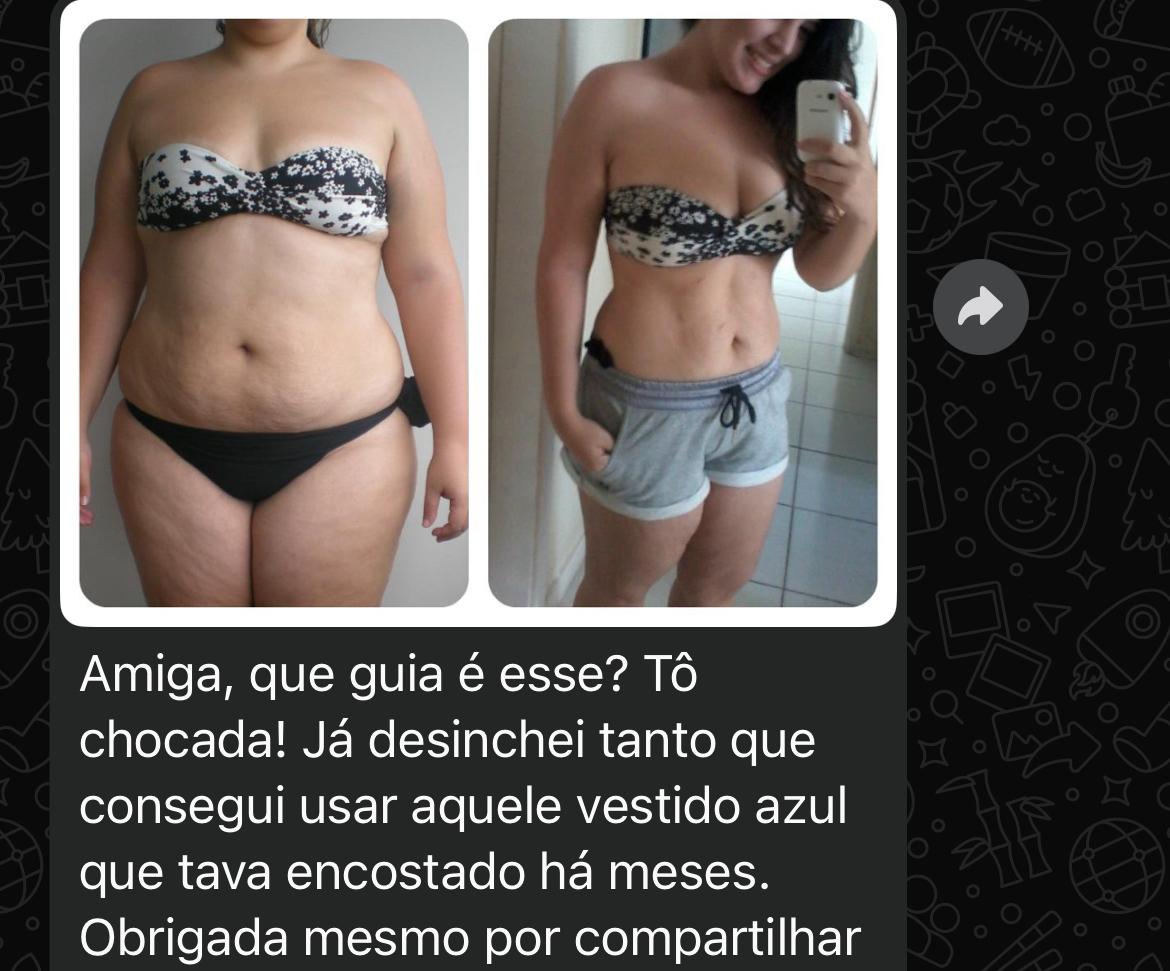 Amiga, que guia é esse? Tô
chocada! Já desinchei tanto que
consegui usar aquele vestido azul
que tava encostado há meses.
Obrigada mesmo por compartilhar